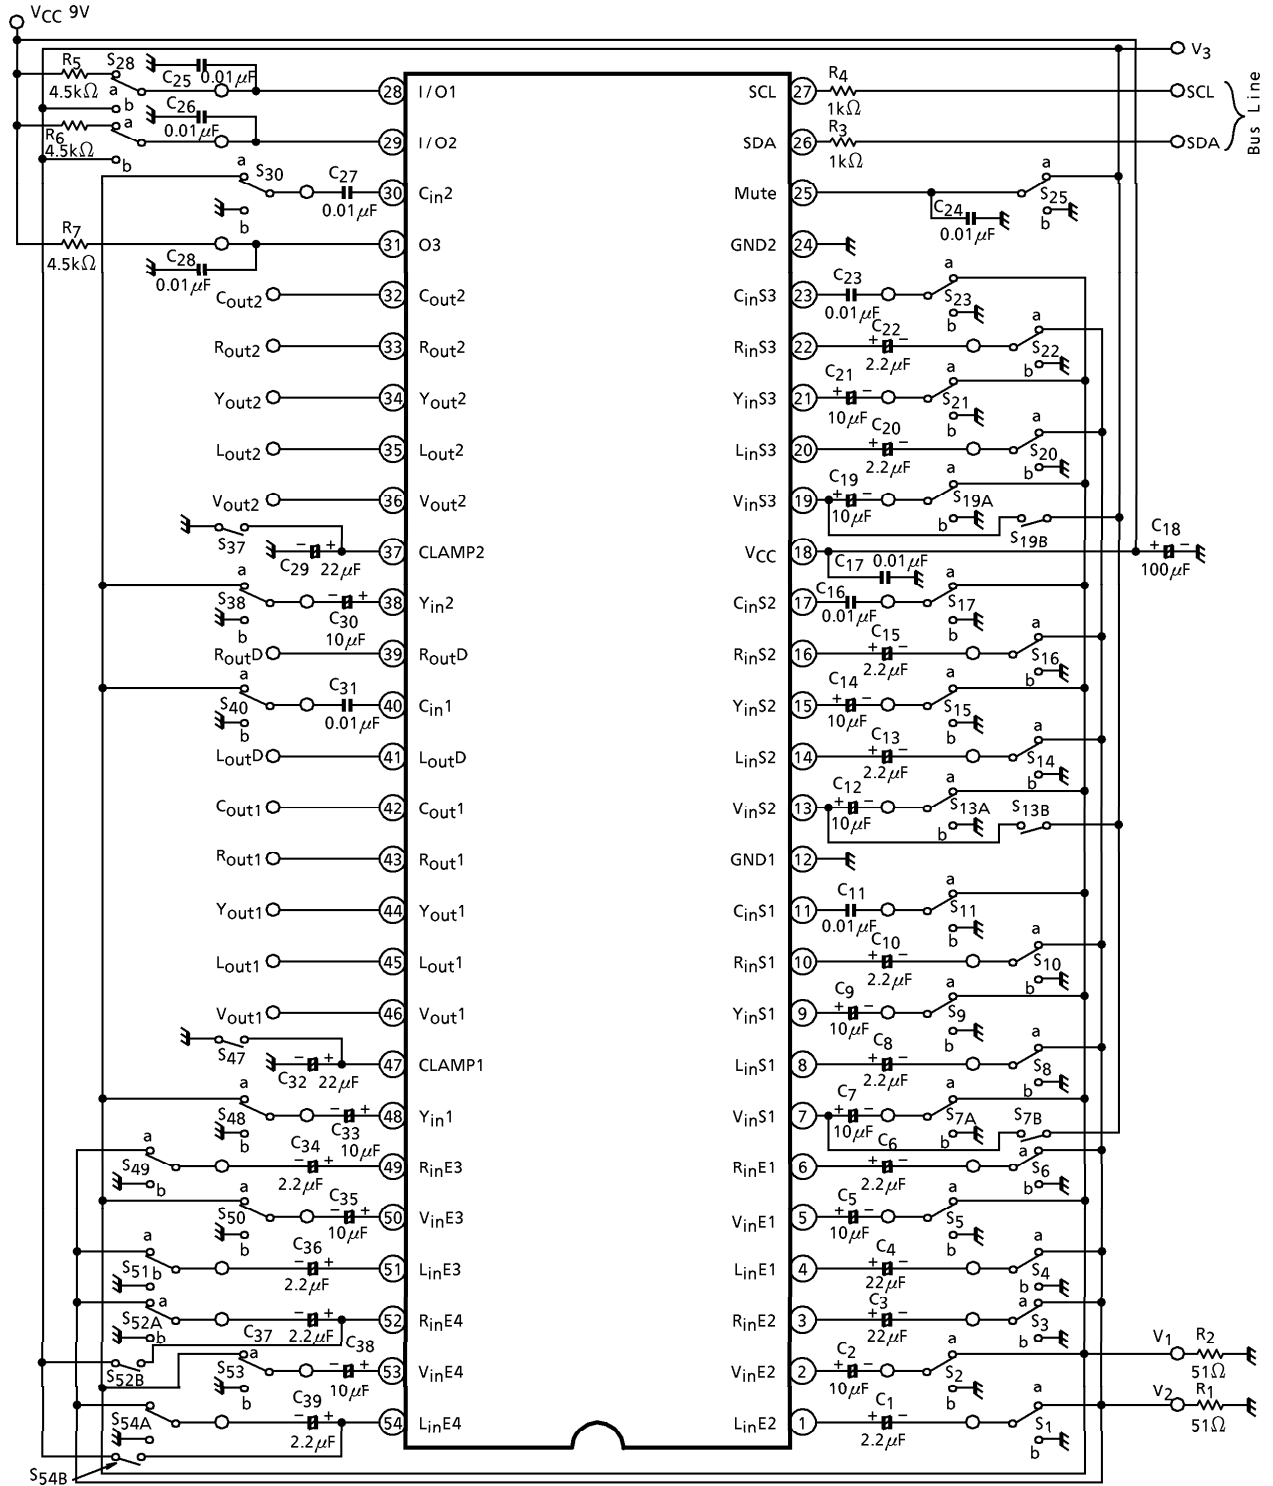 VCC 9V
V3
R5
4.5kΩ
S28
a
b
C25
0.01μF
28
I/O1
R6
4.5kΩ
a
b
C26
0.01μF
29
I/O2
a
S30
b
C27
0.01μF
30
Cin2
R7
4.5kΩ
C28
0.01μF
31
O3
Cout2
32
Cout2
Rout2
33
Rout2
Yout2
34
Yout2
Lout2
35
Lout2
Vout2
36
Vout2
S37
C29
− +
22μF
37
CLAMP2
a
S38
b
− +
C30
10μF
38
Yin2
RoutD
39
RoutD
a
S40
b
C31
0.01μF
40
Cin1
LoutD
41
LoutD
Cout1
42
Cout1
Rout1
43
Rout1
Yout1
44
Yout1
Lout1
45
Lout1
Vout1
46
Vout1
S47
C32
− +
22μF
47
CLAMP1
a
S48
b
− +
C33
10μF
48
Yin1
a
S49
b
C34
− +
2.2μF
49
RinE3
a
S50
b
C35
− +
10μF
50
VinE3
a
S51
b
C36
− +
2.2μF
51
LinE3
a
S52A
b
− +
2.2μF
C37
52
RinE4
S52B
a
S53
b
C38
− +
10μF
53
VinE4
S54A
C39
− +
2.2μF
54
LinE4
S54B
SCL
27
R4
1kΩ
SCL
SDA
26
R3
1kΩ
SDA
Bus Line
Mute
25
C24
0.01μF
a
S25
b
GND2
24
CinS3
23
C23
0.01μF
a
S23
b
RinS3
22
C22
+ −
2.2μF
a
S22
b
YinS3
21
C21
+ −
10μF
a
S21
b
LinS3
20
C20
+ −
2.2μF
a
S20
b
VinS3
19
C19
+ −
10μF
a
S19A
b
S19B
VCC
18
C17
0.01μF
C18
+ −
100μF
CinS2
17
C16
0.01μF
a
S17
b
RinS2
16
C15
+ −
2.2μF
a
S16
b
YinS2
15
C14
+ −
10μF
a
S15
b
LinS2
14
C13
+ −
2.2μF
a
S14
b
VinS2
13
C12
+ −
10μF
a
S13A
b
S13B
GND1
12
CinS1
11
C11
0.01μF
a
S11
b
RinS1
10
C10
+ −
2.2μF
a
S10
b
YinS1
9
C9
+ −
10μF
a
S9
b
LinS1
8
C8
+ −
2.2μF
a
S8
b
VinS1
7
C7
+ −
10μF
a
S7A
b
S7B
RinE1
6
C6
+ −
2.2μF
a
S6
b
VinE1
5
C5
+ −
10μF
a
S5
b
LinE1
4
C4
+ −
22μF
a
S4
b
RinE2
3
C3
+ −
22μF
a
S3
b
VinE2
2
C2
+ −
10μF
a
S2
b
V1
R2
51Ω
LinE2
1
C1
+ −
2.2μF
a
S1
b
V2
R1
51Ω